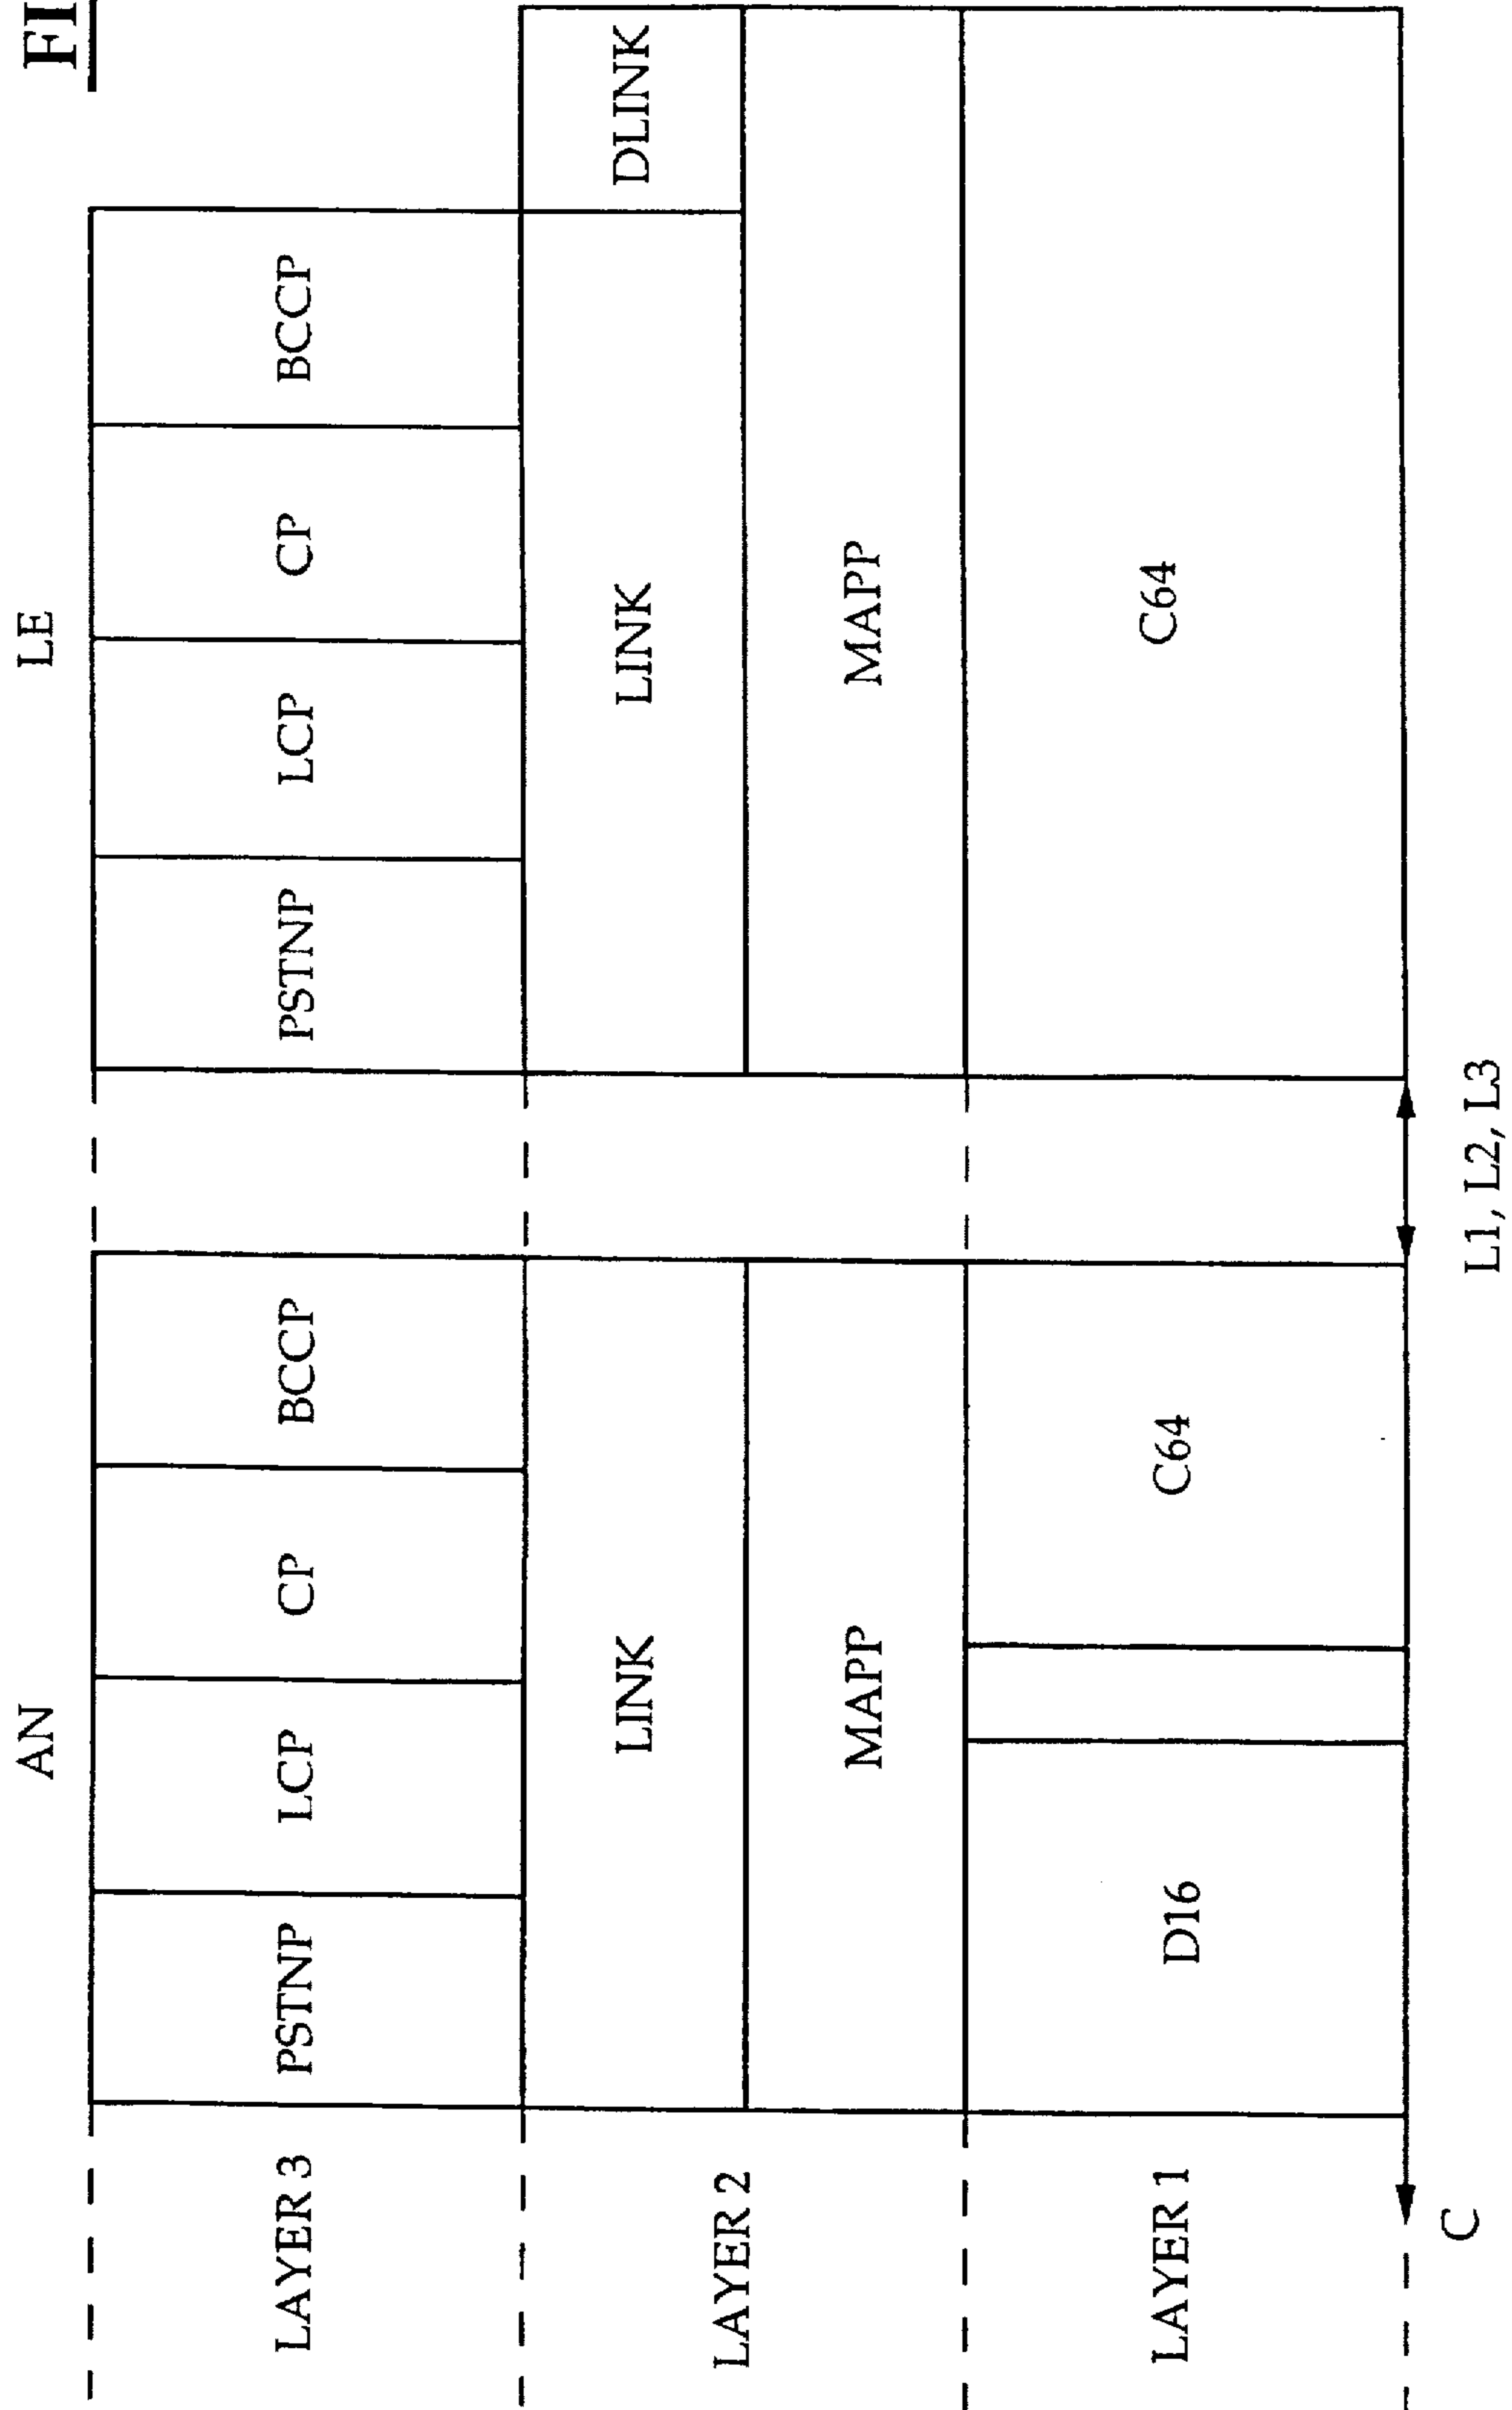 FI
AN LE
LAYER 3 PSTNP LCP CP BCCP PSTNP LCP CP BCCP
LAYER 2 LINK LINK DLINK
MAPP MAPP
LAYER 1 D16 C64 C64
C L1, L2, L3